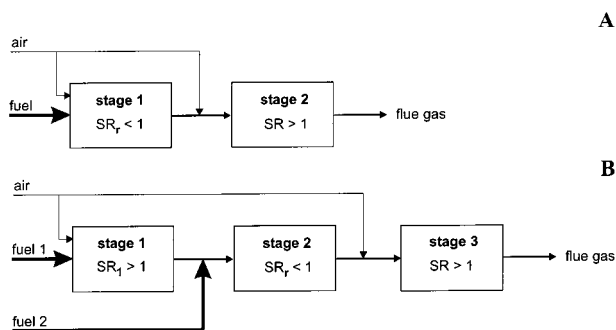 A
air
fuel
stage 1
SRr < 1
stage 2
SR > 1
flue gas
B
air
fuel 1
stage 1
SR1 > 1
stage 2
SRr < 1
stage 3
SR > 1
flue gas
fuel 2